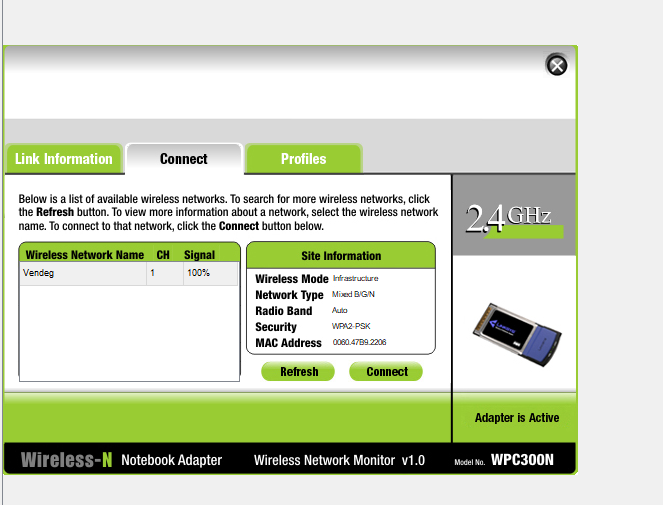 Link Information
Connect
Profiles
Below is a list of available wireless networks. To search for more wireless networks, click
the Refresh button. To view more information about a network, select the wireless network
name. To connect to that network, click the Connect button below.
2.4GHz
Wireless Network Name CH Signal
Vendeg 1 100%
Site Information
Wireless Mode Infrastructure
Network Type Mixed B/G/N
Radio Band Auto
Security WPA2-PSK
MAC Address 0060.47B9.2206
Refresh
Connect
LINKSYS
Adapter is Active
Wireless-N Notebook Adapter Wireless Network Monitor v1.0 Model No. WPC300N